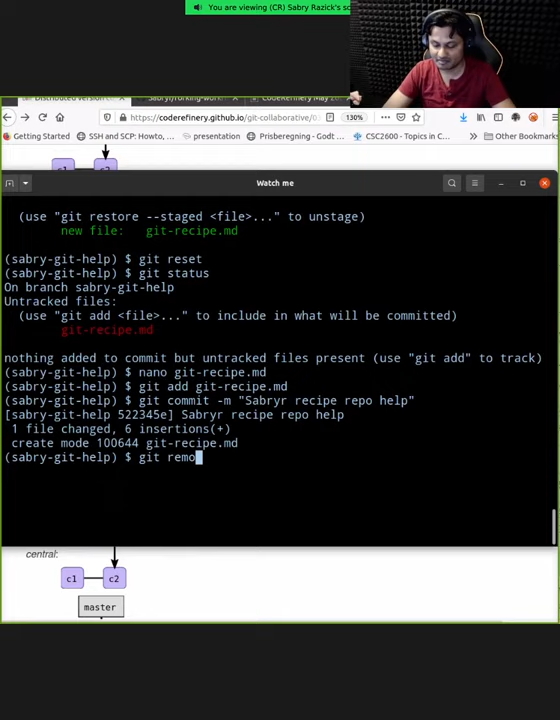 You are viewing (CR) Sabry Razick's sc
https://coderefinery.github.io/git-collaborative/0
130%
Getting Started
SSH and SCP: Howto, ...
presentation
Prisberegning - Godt ...
CSC2600 - Topics in C...
Other Bookmarks
Watch me
(use "git restore --staged <file>..." to unstage)
new file:   git-recipe.md
(sabry-git-help) $ git reset
(sabry-git-help) $ git status
On branch sabry-git-help
Untracked files:
(use "git add <file>..." to include in what will be committed)
git-recipe.md
nothing added to commit but untracked files present (use "git add" to track)
(sabry-git-help) $ nano git-recipe.md
(sabry-git-help) $ git add git-recipe.md
(sabry-git-help) $ git commit -m "Sabryr recipe repo help"
[sabry-git-help 522345e] Sabryr recipe repo help
1 file changed, 6 insertions(+)
create mode 100644 git-recipe.md
(sabry-git-help) $ git remo
central:
c1
c2
master